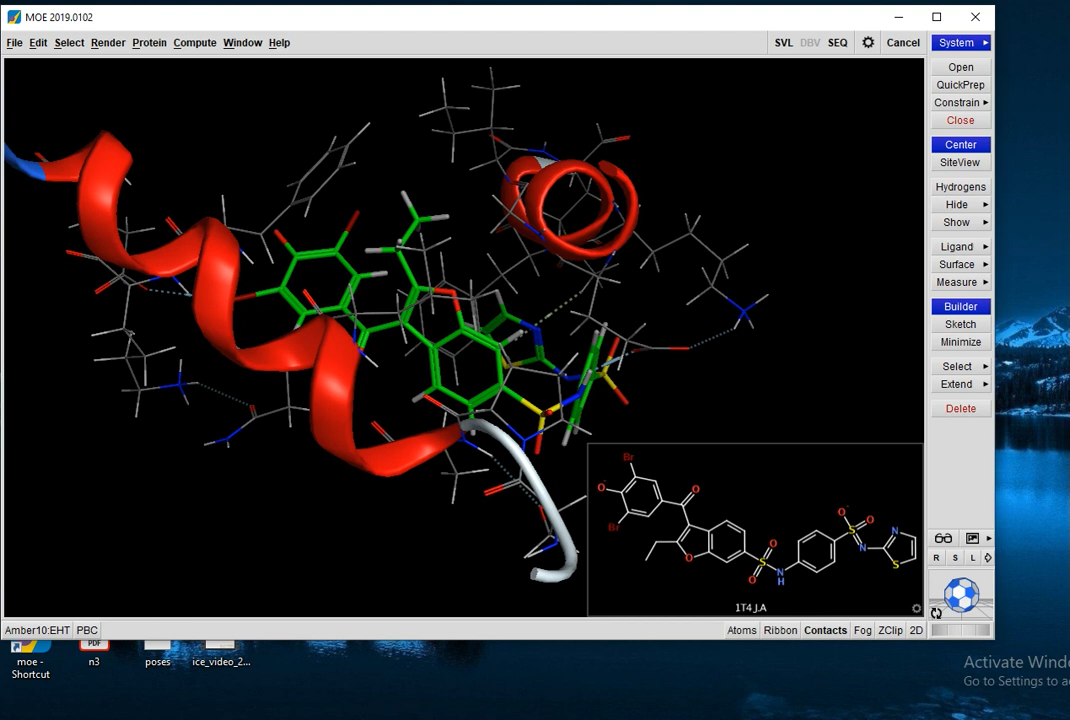 MOE 2019.0102
File Edit Select Render Protein Compute Window Help
SVL DBV SEQ Cancel
System
Open
QuickPrep
Constrain
Close
Center
SiteView
Hydrogens
Hide
Show
Ligand
Surface
Measure
Builder
Sketch
Minimize
Select
Extend
Delete
R S L
Br
O-
O
Br
O
O
S
O
N
H
O-
O
S
N
N
S
1T4J.A
Amber10:EHT PBC
Atoms Ribbon Contacts Fog ZClip 2D
moe -
Shortcut
PDF
n3
poses
ice_video_2...
Activate Windo
Go to Settings to a